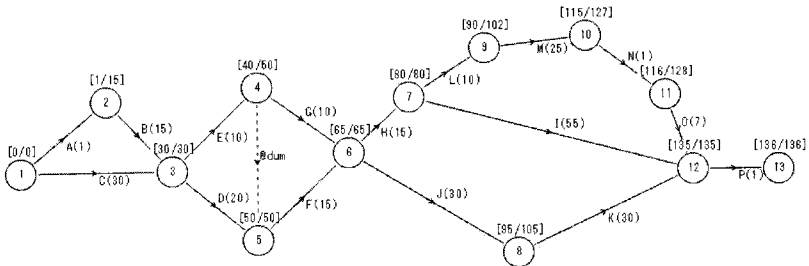 [90/102]
[115/127]
9
M(25)
10
N(1)
[40/50]
[80/80]
L(10)
[116/128]
[1/15]
4
7
11
2
G(10)
H(15)
O(7)
B(15)
E(10)
[65/65]
I(55)
[0/0]
A(1)
[30/30]
dum
6
[135/135]
[136/136]
1
C(30)
3
12
P(1)
13
D(20)
F(15)
J(30)
[50/50]
K(30)
5
[95/105]
8